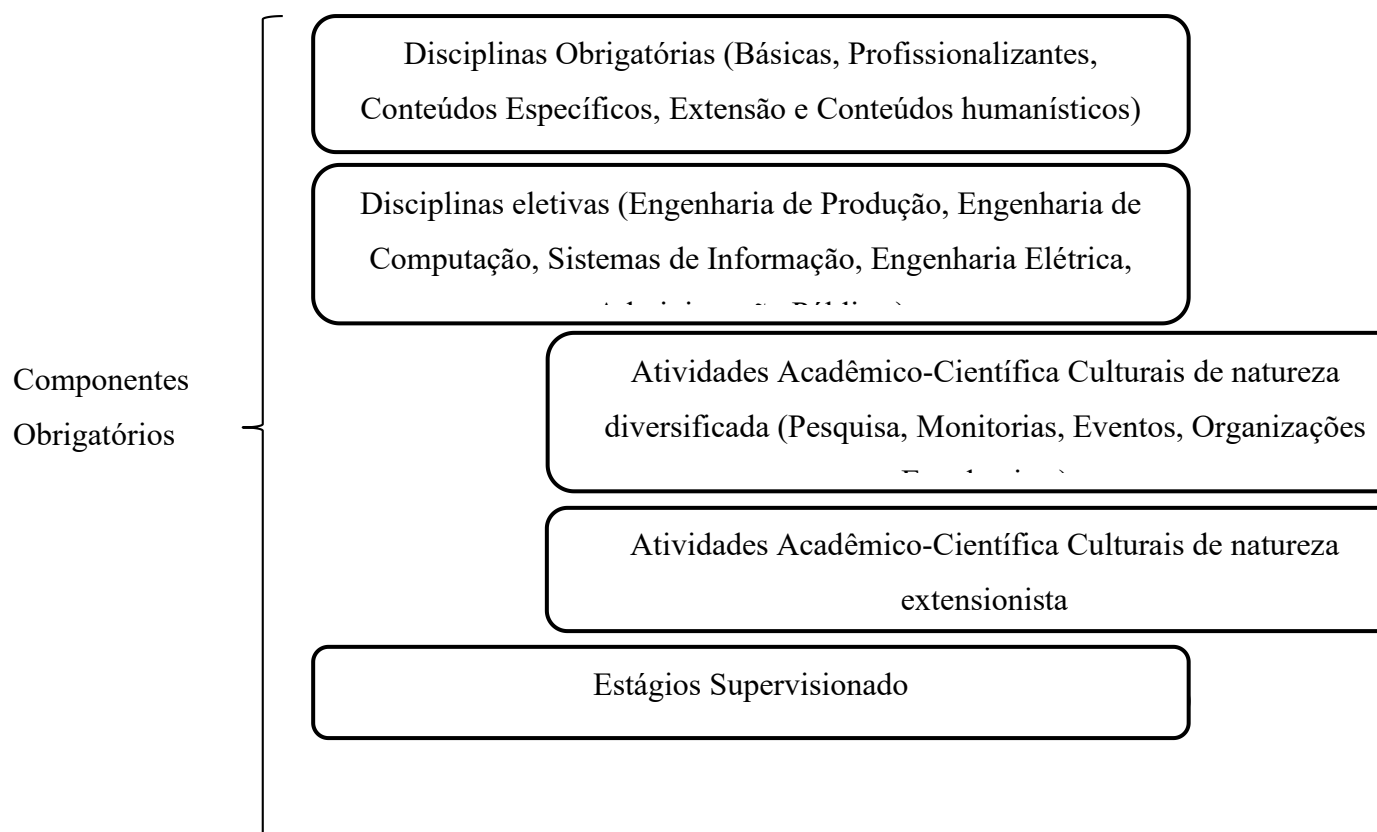 Disciplinas Obrigatórias (Básicas, Profissionalizantes,
Conteúdos Específicos, Extensão e Conteúdos humanísticos)
Disciplinas eletivas (Engenharia de Produção, Engenharia de
Computação, Sistemas de Informação, Engenharia Elétrica,
Componentes
Obrigatórios
Atividades Acadêmico-Científica Culturais de natureza
diversificada (Pesquisa, Monitorias, Eventos, Organizações
Atividades Acadêmico-Científica Culturais de natureza
extensionista
Estágios Supervisionado